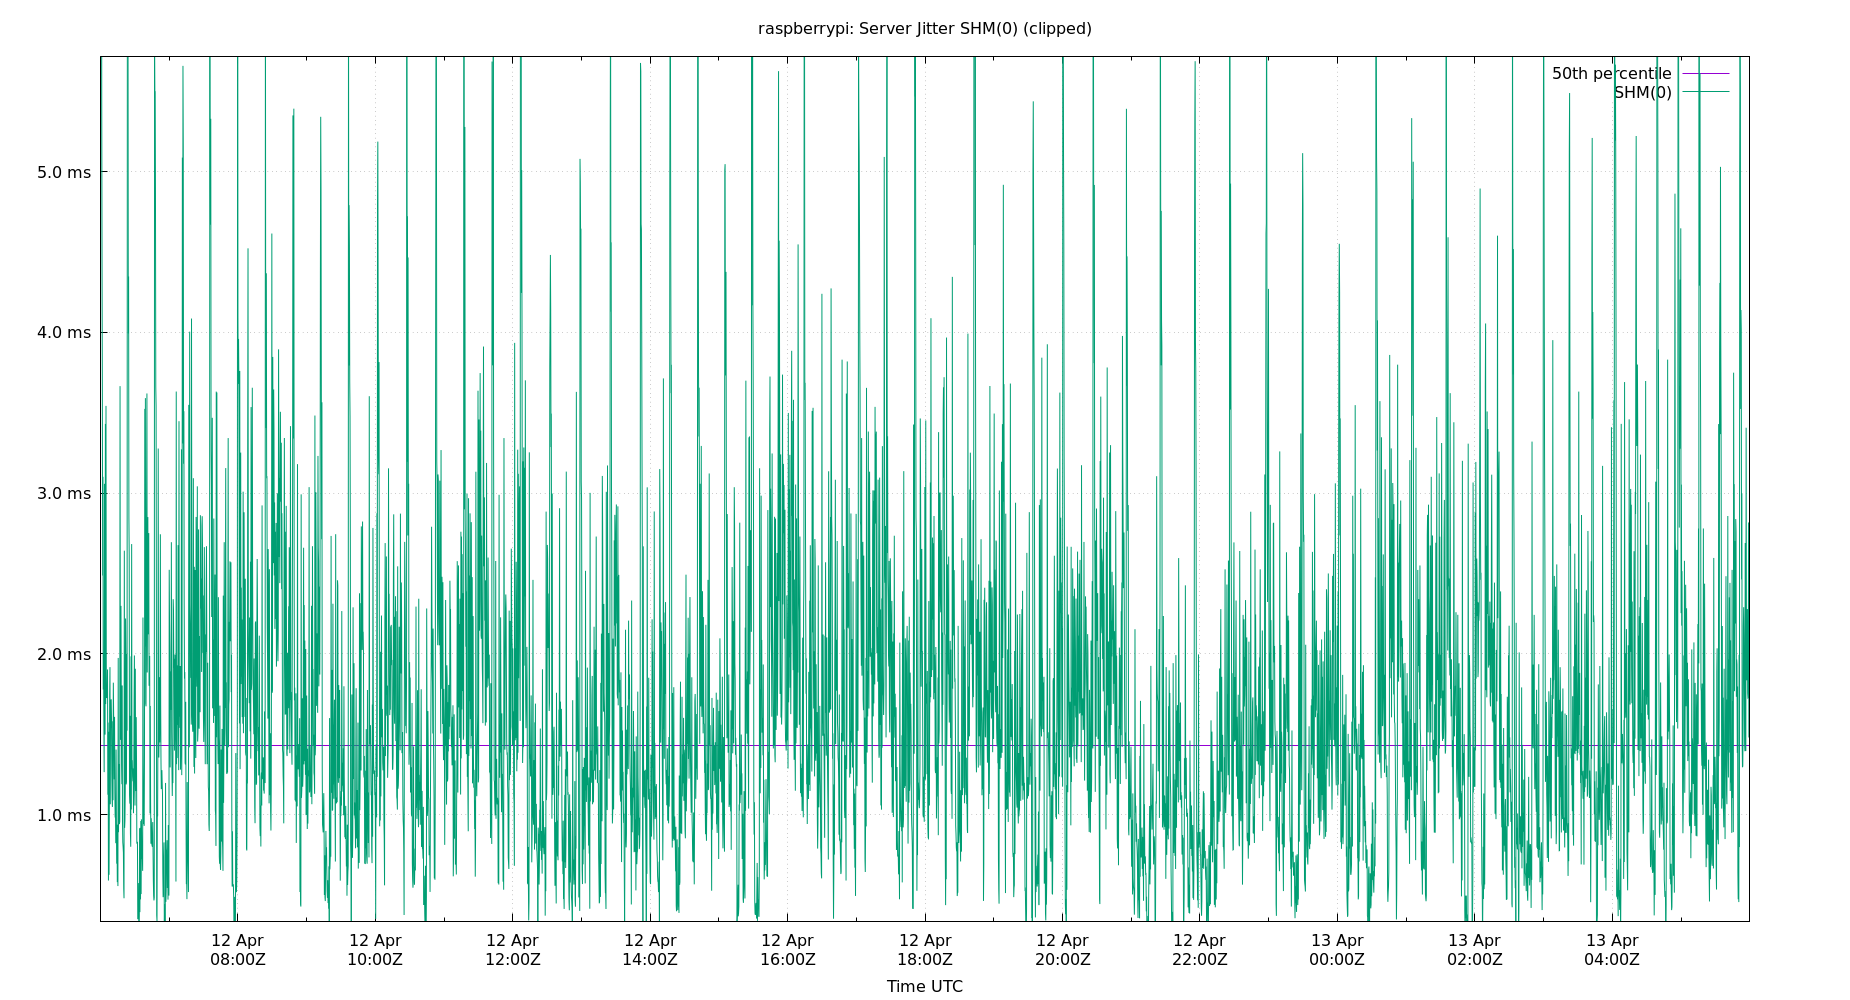 raspberrypi: Server Jitter SHM(0) (clipped)
50th percentile
SHM(0)
5.0 ms
4.0 ms
3.0 ms
2.0 ms
1.0 ms
12 Apr 12 Apr 12 Apr 12 Apr 12 Apr 12 Apr 12 Apr 12 Apr 13 Apr 13 Apr 13 Apr
08:00Z 10:00Z 12:00Z 14:00Z 16:00Z 18:00Z 20:00Z 22:00Z 00:00Z 02:00Z 04:00Z
Time UTC